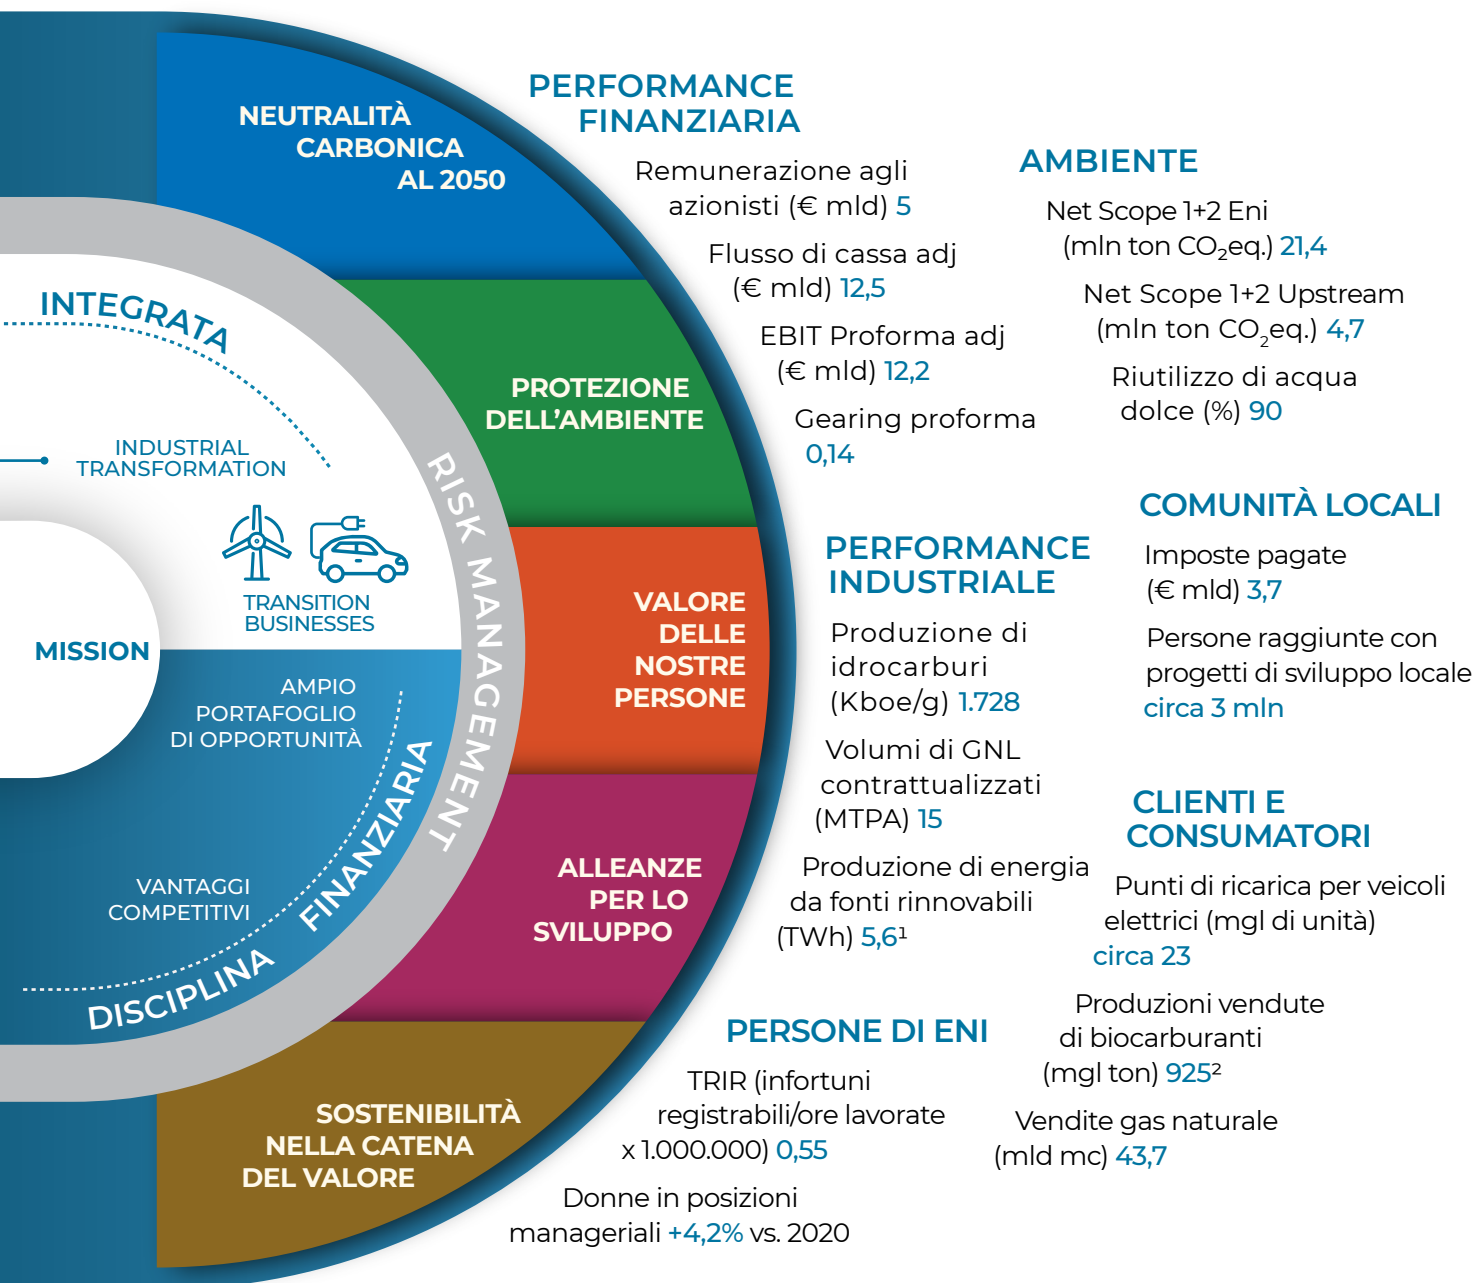 NEUTRALITÀ
CARBONICA
AL 2050
PROTEZIONE
DELL’AMBIENTE
VALORE
DELLE
NOSTRE
PERSONE
ALLEANZE
PER LO
SVILUPPO
SOSTENIBILITÀ
NELLA CATENA
DEL VALORE
RISK MANAGEMENT
INTEGRATA
INDUSTRIAL
TRANSFORMATION
TRANSITION
BUSINESSES
MISSION
AMPIO
PORTAFOGLIO
DI OPPORTUNITÀ
VANTAGGI
COMPETITIVI
DISCIPLINA FINANZIARIA
PERFORMANCE
FINANZIARIA
Remunerazione agli
azionisti (€ mld) 5
Flusso di cassa adj
(€ mld) 12,5
EBIT Proforma adj
(€ mld) 12,2
Gearing proforma
0,14
PERFORMANCE
INDUSTRIALE
Produzione di
idrocarburi
(Kboe/g) 1.728
Volumi di GNL
contrattualizzati
(MTPA) 15
Produzione di energia
da fonti rinnovabili
(TWh) 5,6¹
PERSONE DI ENI
TRIR (infortuni
registrabili/ore lavorate
x 1.000.000) 0,55
Donne in posizioni
manageriali +4,2% vs. 2020
AMBIENTE
Net Scope 1+2 Eni
(mln ton CO₂eq.) 21,4
Net Scope 1+2 Upstream
(mln ton CO₂eq.) 4,7
Riutilizzo di acqua
dolce (%) 90
COMUNITÀ LOCALI
Imposte pagate
(€ mld) 3,7
Persone raggiunte con
progetti di sviluppo locale
circa 3 mln
CLIENTI E
CONSUMATORI
Punti di ricarica per veicoli
elettrici (mgl di unità)
circa 23
Produzioni vendute
di biocarburanti
(mgl ton) 925²
Vendite gas naturale
(mld mc) 43,7